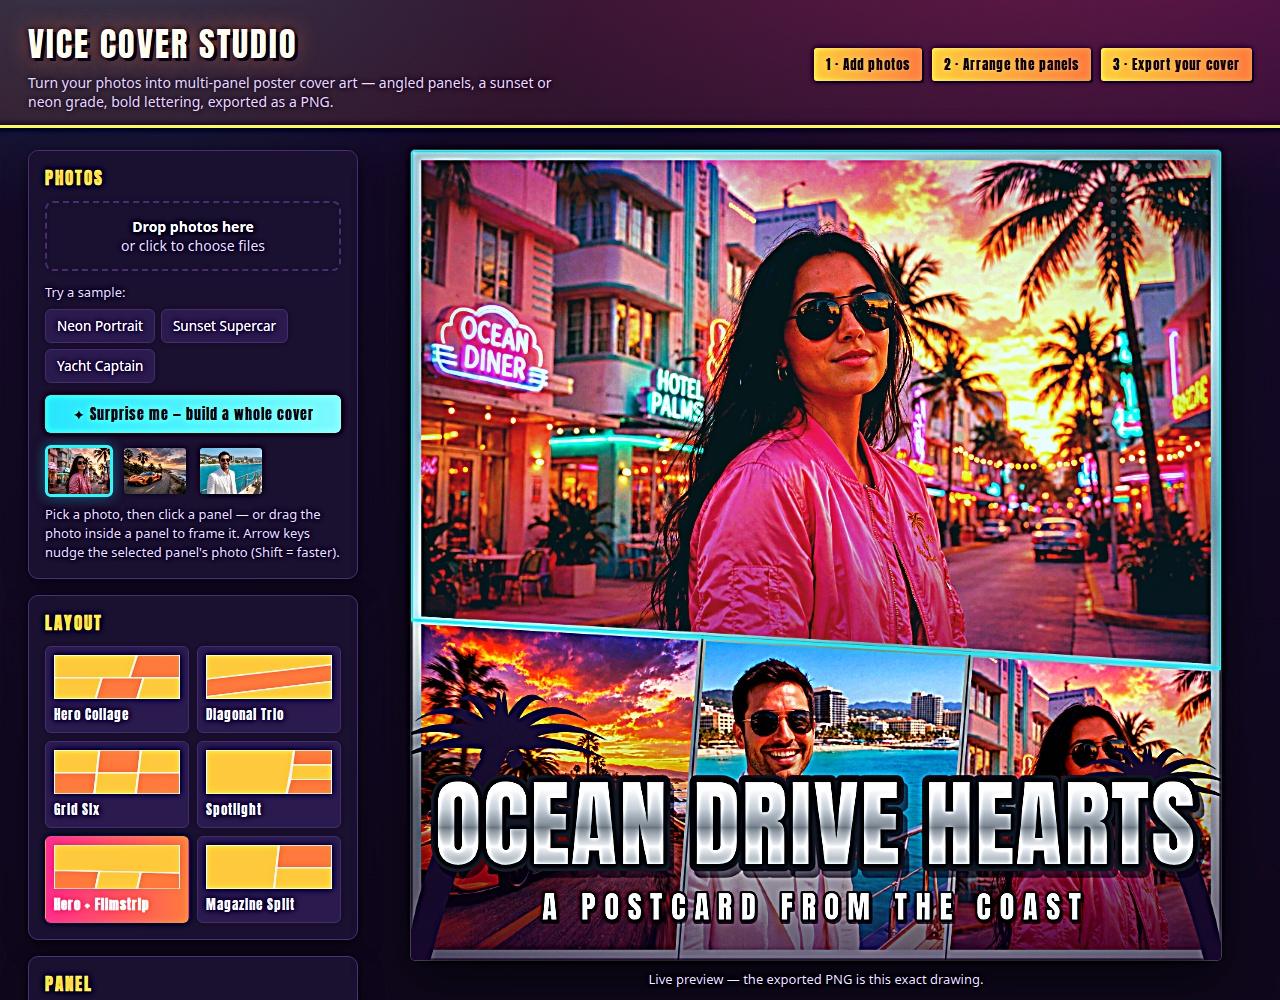 VICE COVER STUDIO
Turn your photos into multi-panel poster cover art — angled panels, a sunset or
neon grade, bold lettering, exported as a PNG.
1 · Add photos
2 · Arrange the panels
3 · Export your cover
PHOTOS
Drop photos here
or click to choose files
Try a sample:
Neon Portrait
Sunset Supercar
Yacht Captain
✦ Surprise me — build a whole cover
Pick a photo, then click a panel — or drag the
photo inside a panel to frame it. Arrow keys
nudge the selected panel's photo (Shift = faster).
LAYOUT
Hero Collage
Diagonal Trio
Grid Six
Spotlight
Hero + Filmstrip
Magazine Split
PANEL
OCEAN
DINER
HOTEL
PALMS
OCEAN DRIVE HEARTS
A POSTCARD FROM THE COAST
Live preview — the exported PNG is this exact drawing.